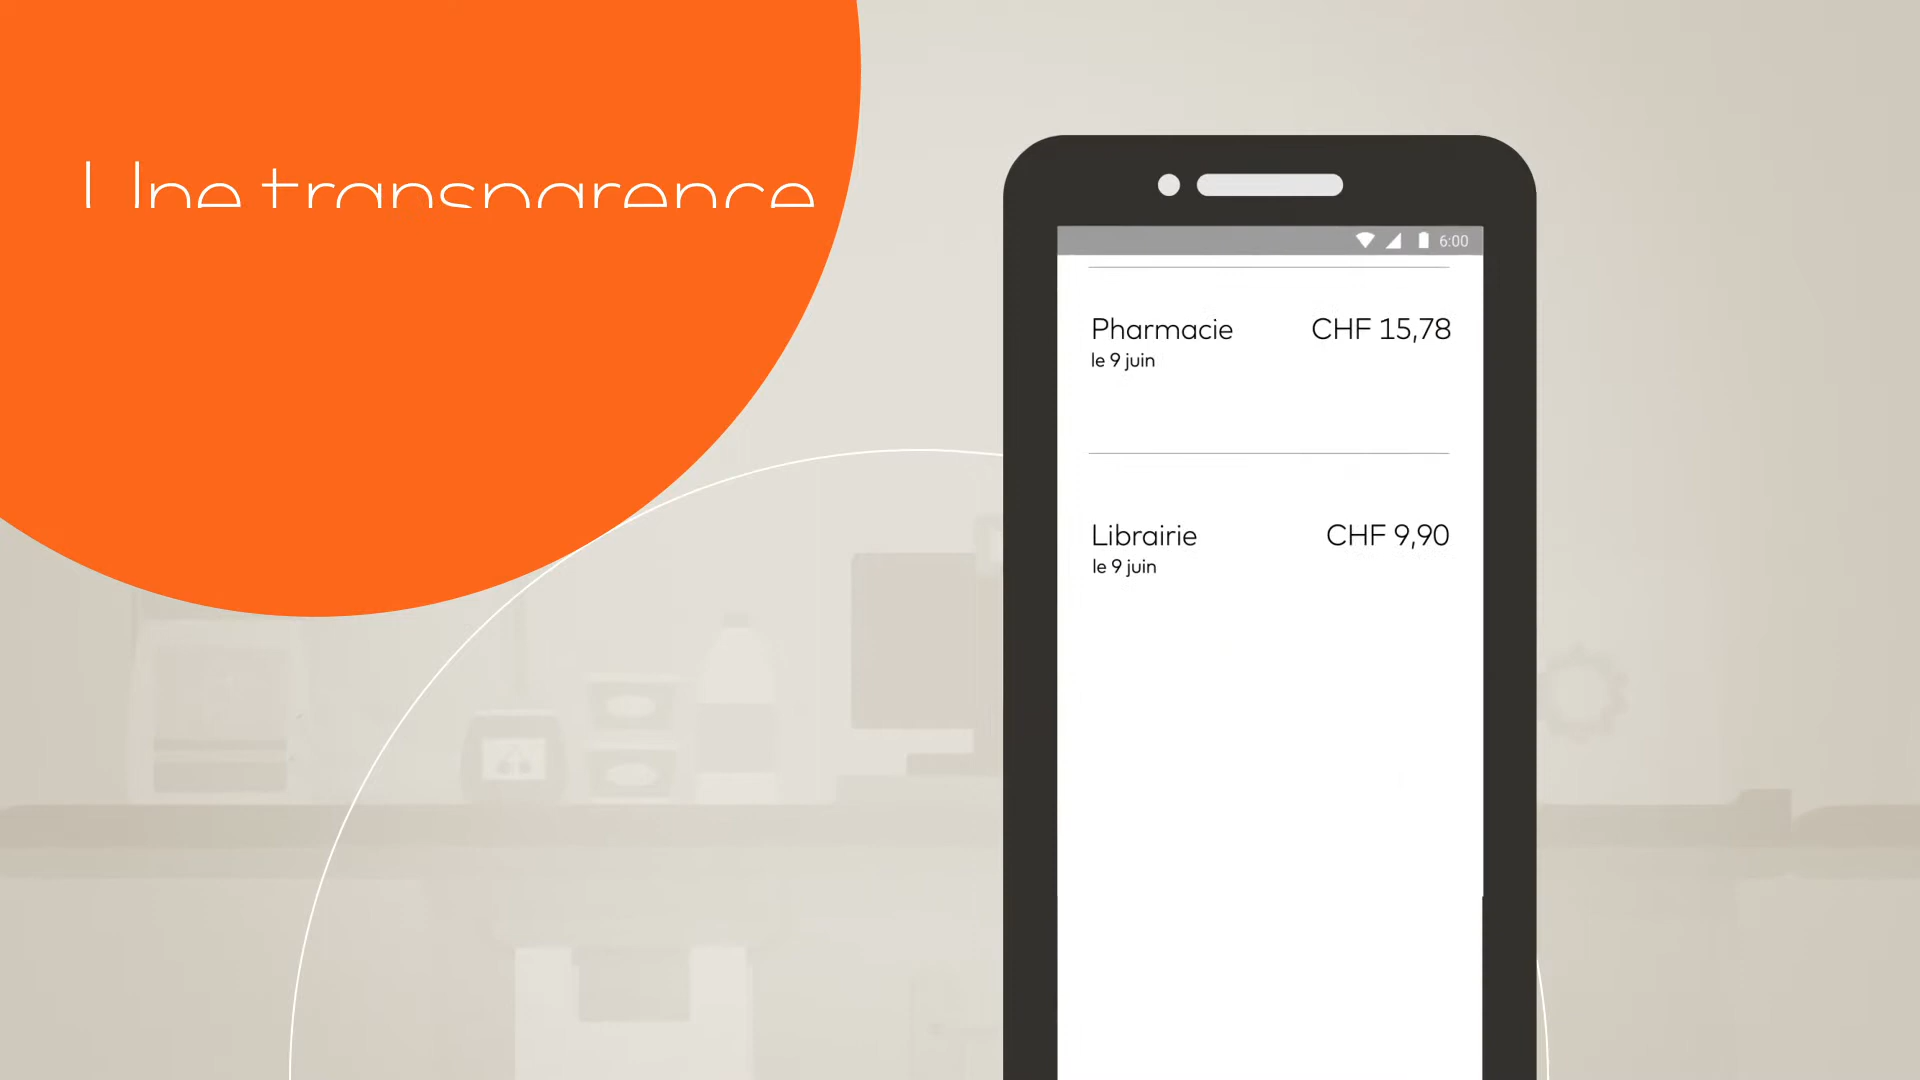 Une transparence
6:00
Pharmacie CHF 15,78
le 9 juin
Librairie CHF 9,90
le 9 juin